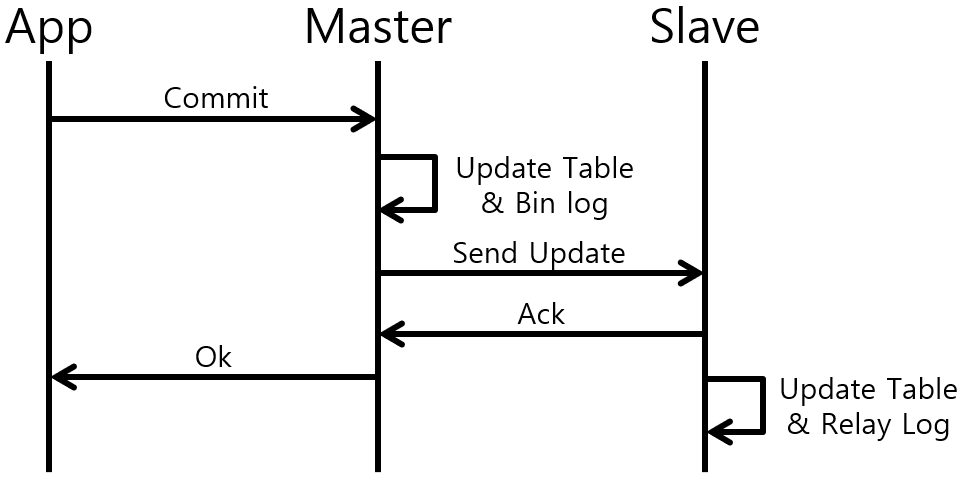 App
Master
Slave
Commit
Update Table
& Bin log
Send Update
Ack
Ok
Update Table
& Relay Log